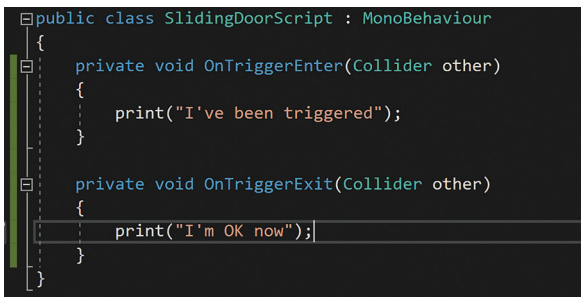 public class SlidingDoorScript : MonoBehaviour
{
    private void OnTriggerEnter(Collider other)
    {
        print("I've been triggered");
    }

    private void OnTriggerExit(Collider other)
    {
        print("I'm OK now");
    }
}